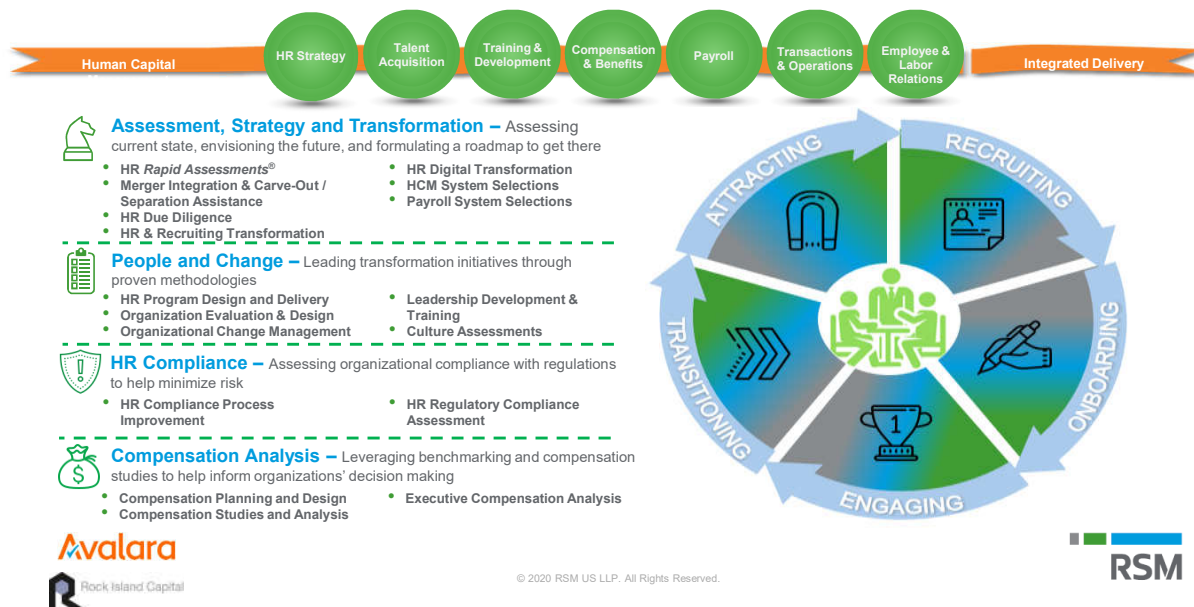 Human Capital
HR Strategy
Talent
Acquisition
Training &
Development
Compensation
& Benefits
Payroll
Transactions
& Operations
Employee &
Labor
Relations
Integrated Delivery
Assessment, Strategy and Transformation – Assessing
current state, envisioning the future, and formulating a roadmap to get there
• HR Rapid Assessments®
• Merger Integration & Carve-Out /
Separation Assistance
• HR Due Diligence
• HR & Recruiting Transformation
• HR Digital Transformation
• HCM System Selections
• Payroll System Selections
People and Change – Leading transformation initiatives through
proven methodologies
• HR Program Design and Delivery
• Organization Evaluation & Design
• Organizational Change Management
• Leadership Development &
Training
• Culture Assessments
HR Compliance – Assessing organizational compliance with regulations
to help minimize risk
• HR Compliance Process
Improvement
• HR Regulatory Compliance
Assessment
Compensation Analysis – Leveraging benchmarking and compensation
studies to help inform organizations' decision making
• Compensation Planning and Design
• Compensation Studies and Analysis
• Executive Compensation Analysis
$
ATTRACTING
RECRUITING
ONBOARDING
ENGAGING
TRANSITIONING
1
Avalara
Rock Island Capital
© 2020 RSM US LLP. All Rights Reserved.
RSM